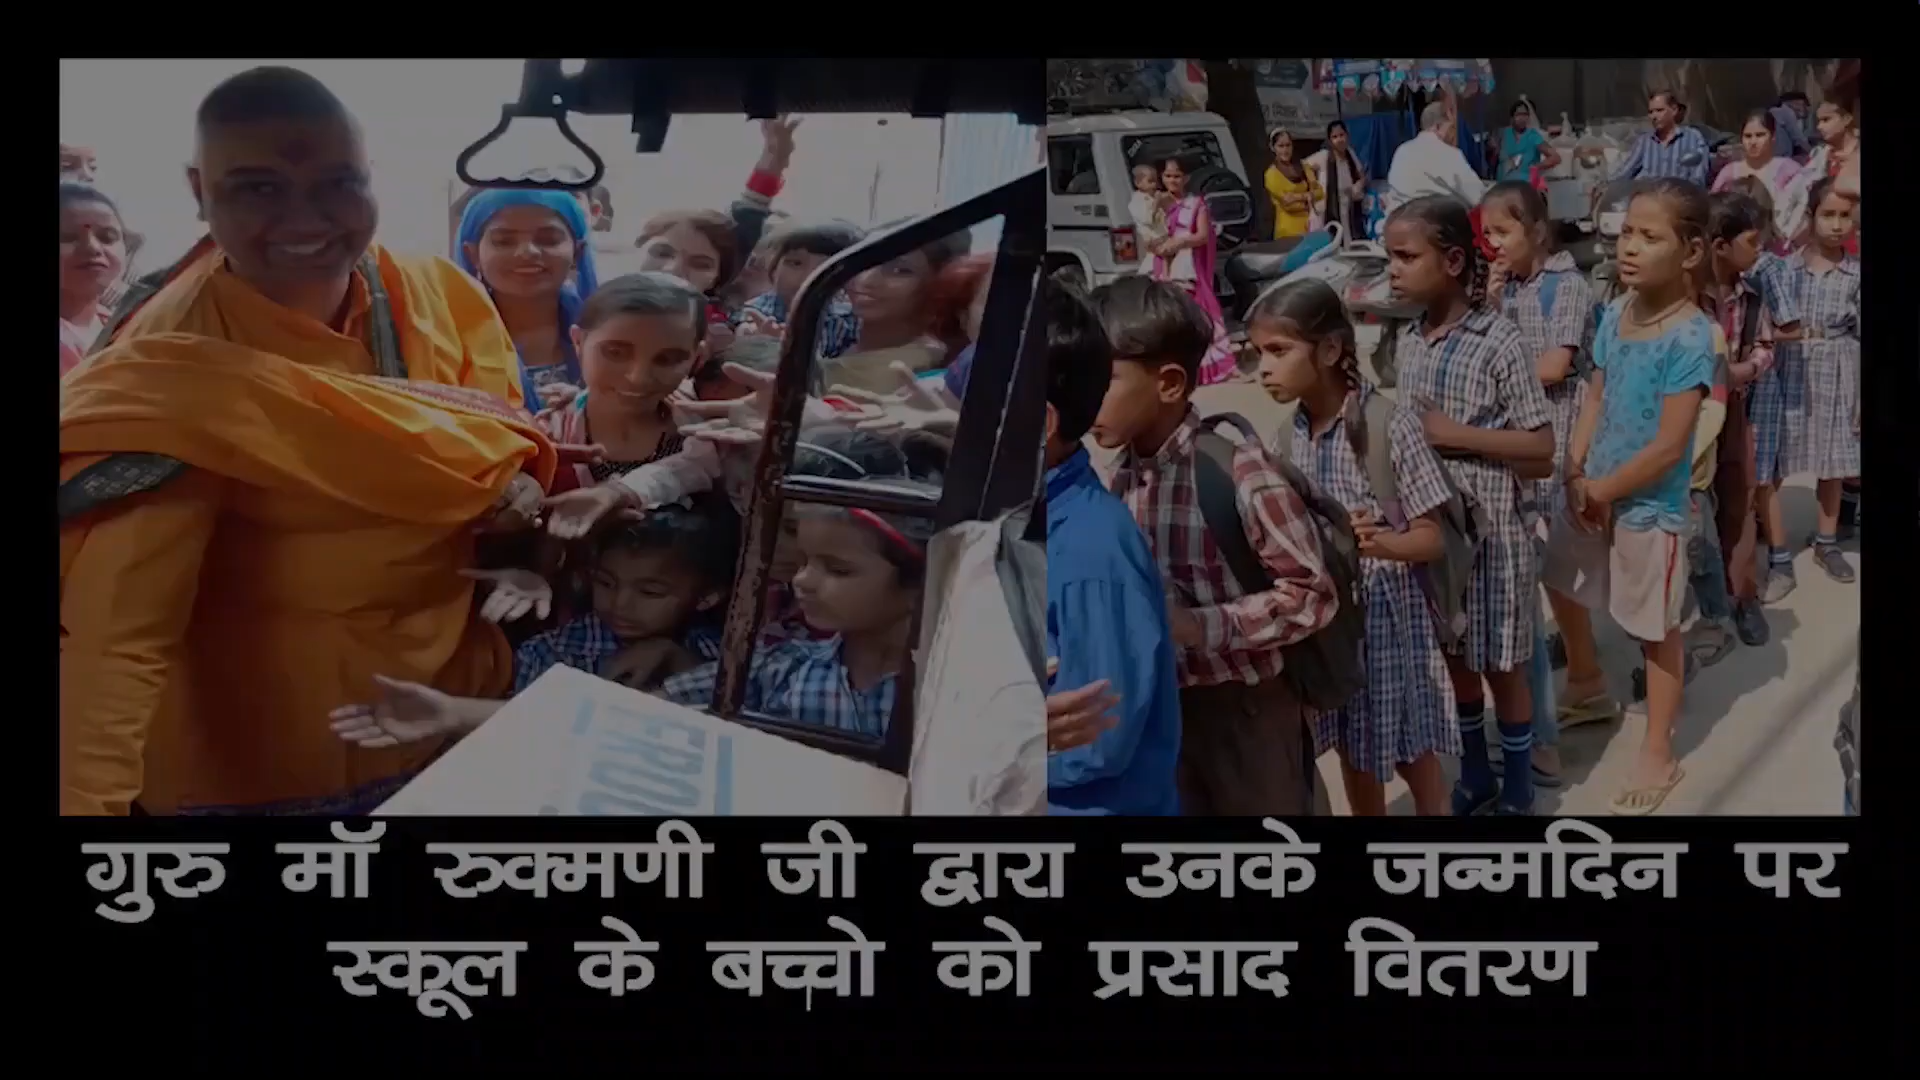 गुरु मॉ रुक्मणी जी द्वारा उनके जन्मदिन पर
स्कूल के बच्चो को प्रसाद वितरण